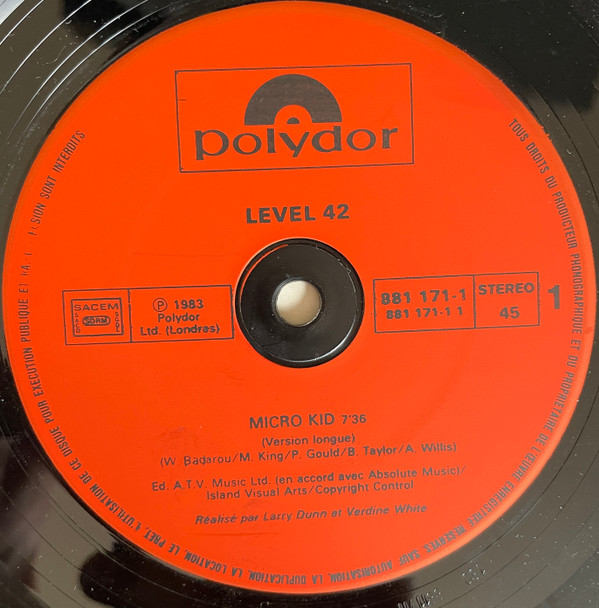 polydor
LEVEL 42
SACEM
SACD
SDRM
SGDL
℗ 1983
Polydor
Ltd. (Londres)
881 171-1
881 171-1 1
STEREO
45
1
MICRO KID 7'36
(Version longue)
(W. Badarou/M. King/P. Gould/B. Taylor/A. Willis)
Ed. A.T.V. Music Ltd. (en accord avec Absolute Music)/
Island Visual Arts/Copyright Control
Réalisé par Larry Dunn et Verdine White
TOUS DROITS DU PRODUCTEUR PHONOGRAPHIQUE ET DU PROPRIETAIRE DE L'ŒUVRE ENREGISTREE RESERVES. SAUF AUTORISATION, LA DUPLICATION, LA LOCATION, LE PRET, L'UTILISATION DE CE DISQUE POUR EXECUTION PUBLIQUE ET SONT INTERDITS